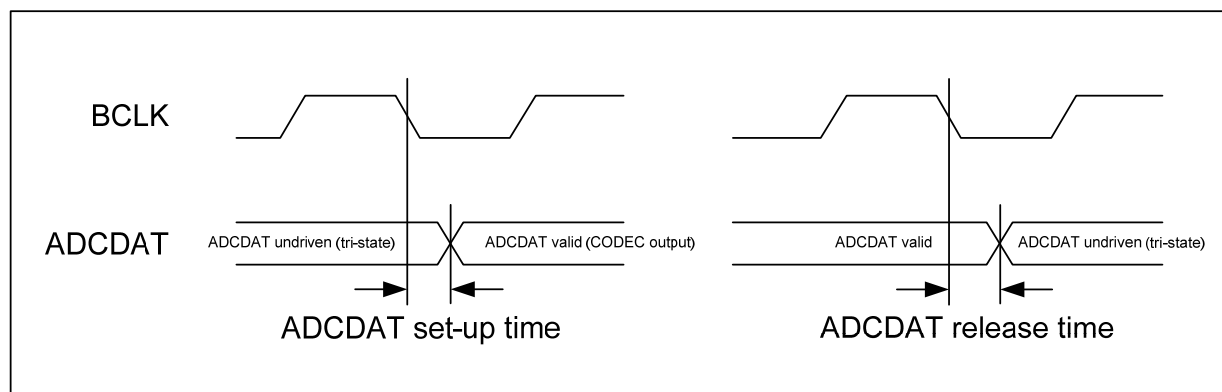 BCLK
ADCDAT
ADCDAT undriven (tri-state)
ADCDAT valid (CODEC output)
ADCDAT valid
ADCDAT undriven (tri-state)
ADCDAT set-up time
ADCDAT release time